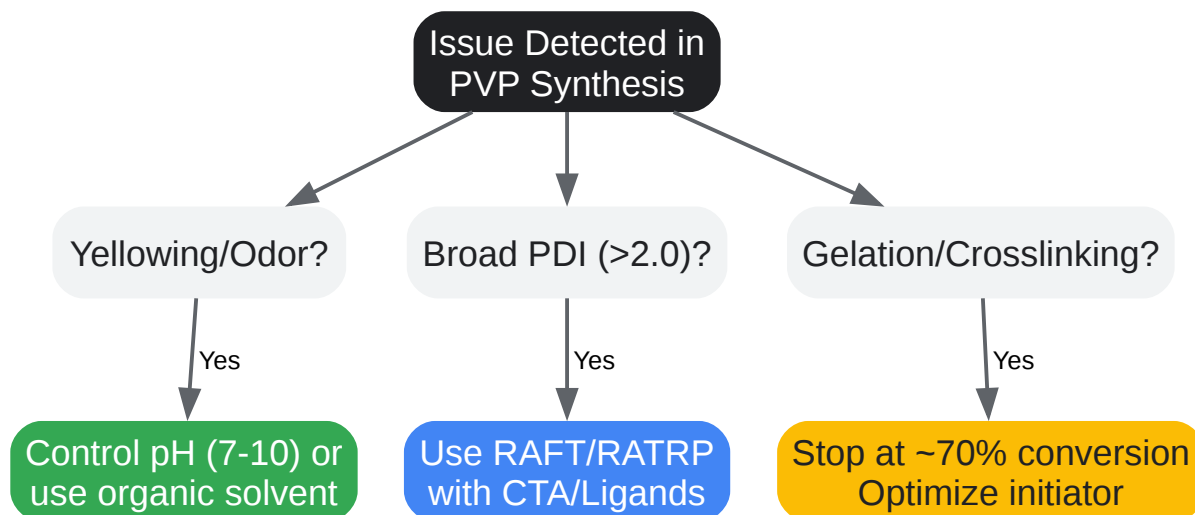 Issue Detected in
PVP Synthesis
Yellowing/Odor?
Broad PDI (>2.0)?
Gelation/Crosslinking?
Yes
Yes
Yes
Control pH (7-10) or
use organic solvent
Use RAFT/RATRP
with CTA/Ligands
Stop at ~70% conversion
Optimize initiator